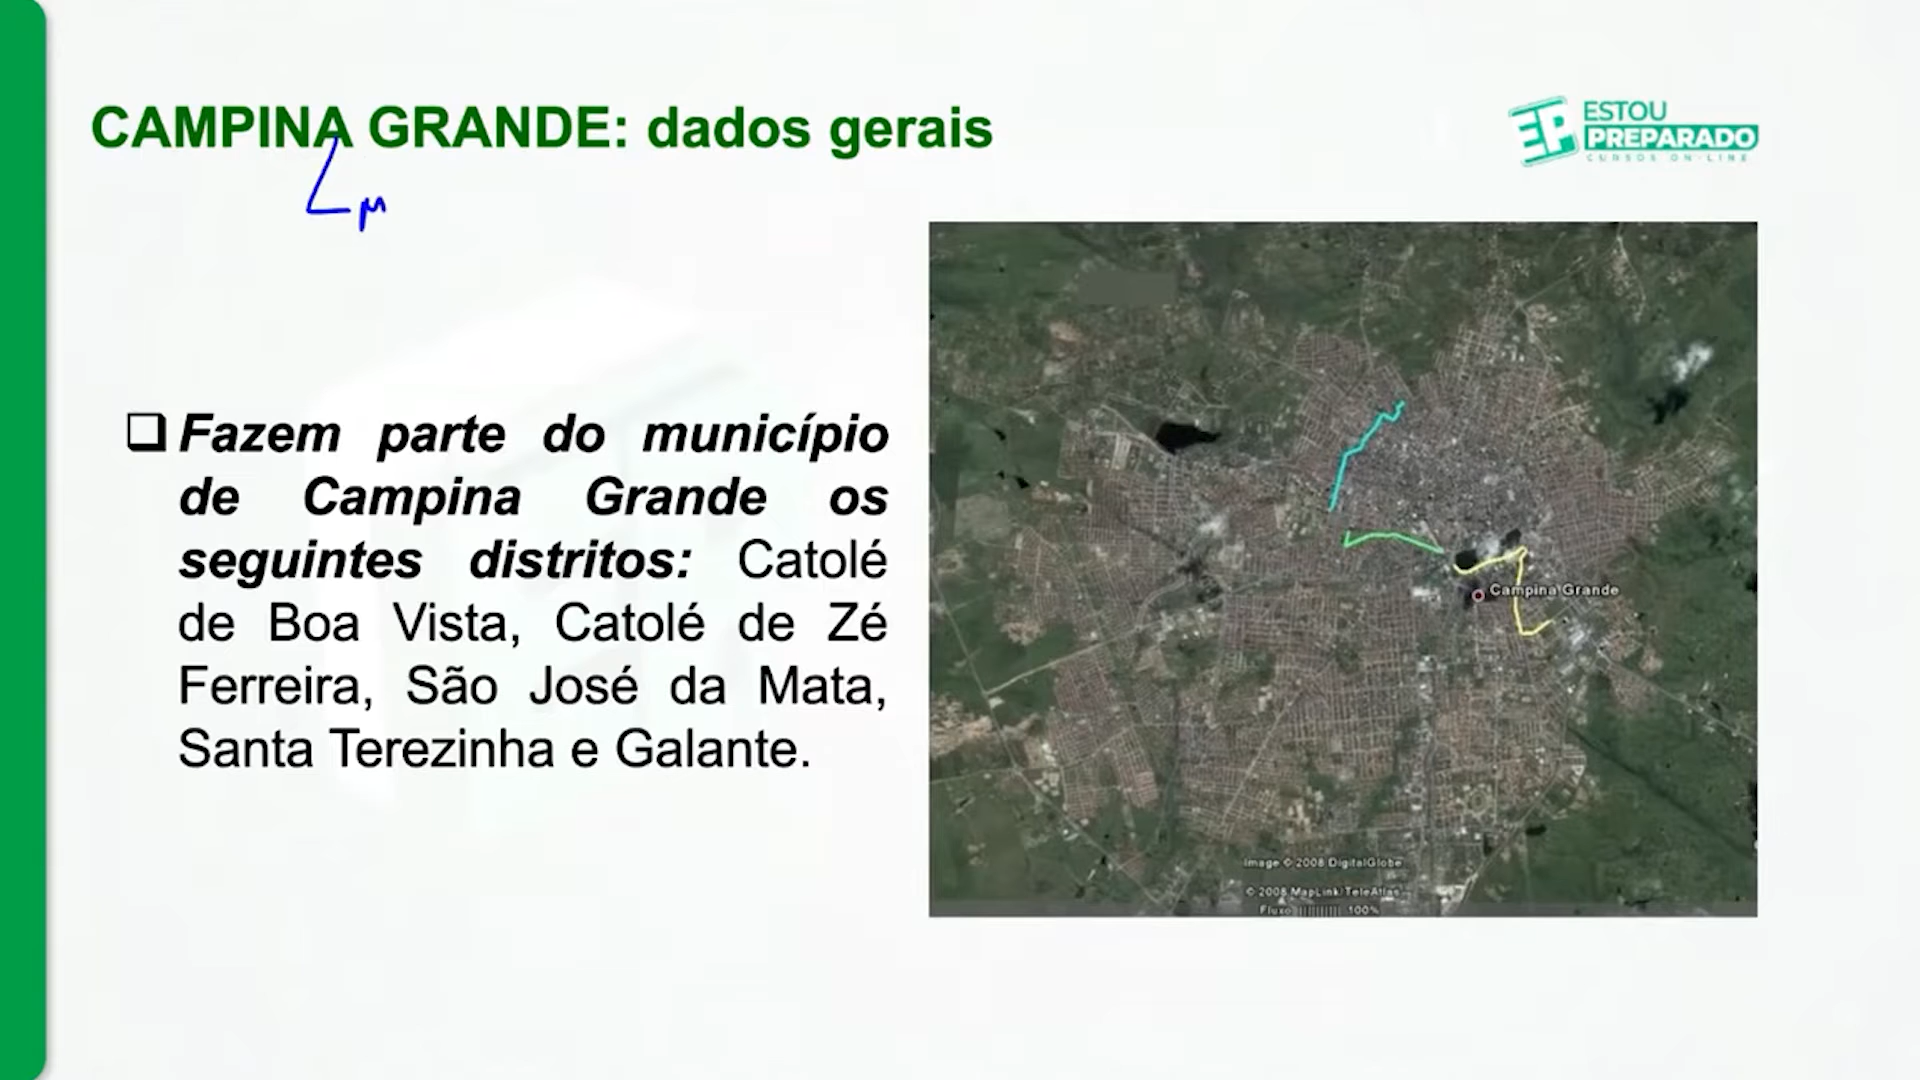 CAMPINA GRANDE: dados gerais
ESTOU
PREPARADO
CURSOS ON-LINE
M
❑ Fazem parte do município
de Campina Grande os
seguintes distritos: Catolé
de Boa Vista, Catolé de Zé
Ferreira, São José da Mata,
Santa Terezinha e Galante.
Campina Grande
Image © 2008 DigitalGlobe
© 2008 MapLink/TeleAtlas
Fluxo |||||||||| 100%